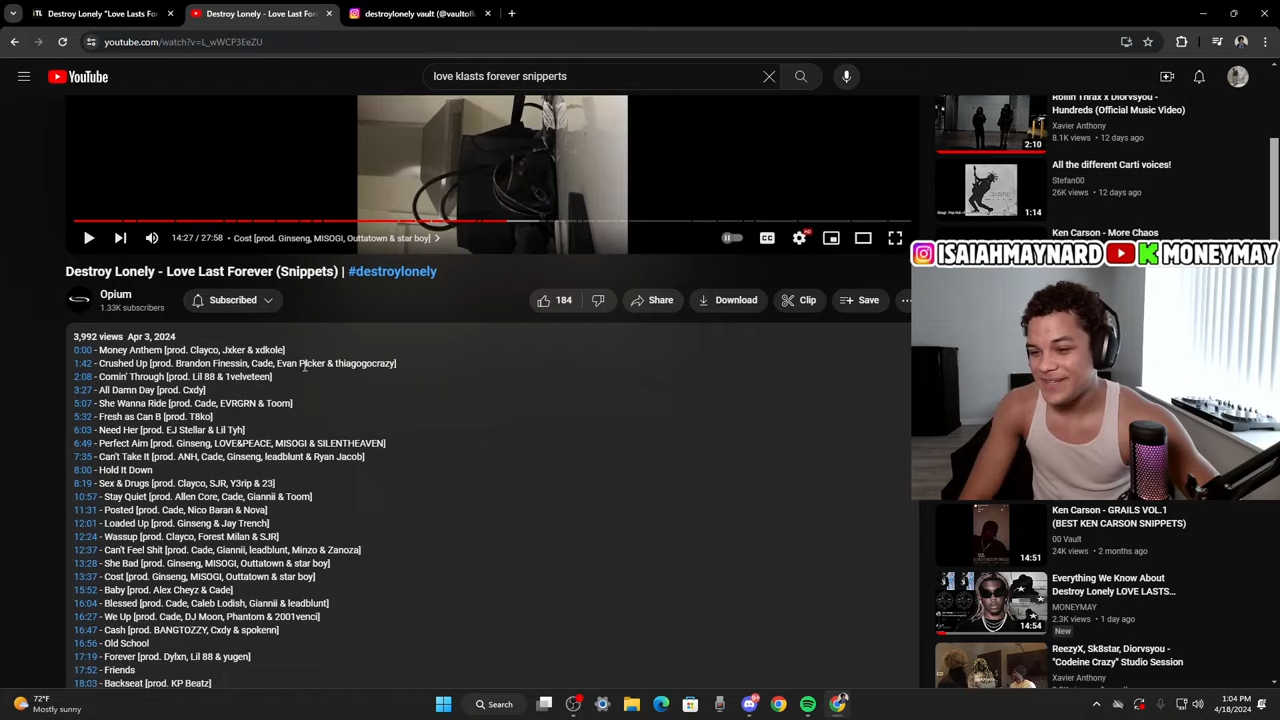 Destroy Lonely "Love Lasts For
Destroy Lonely - Love Last For
destroylonely vault (@vaultofl
youtube.com/watch?v=L_wWCP3EeZU
YouTube
love klasts forever snipperts
14:27 / 27:58
Cost [prod. Ginseng, MISOGI, Outtatown & star boy]
CC
HD
Destroy Lonely - Love Last Forever (Snippets) | #destroylonely
Opium
1.33K subscribers
Subscribed
184
Share
Download
Clip
Save
3,992 views Apr 3, 2024
0:00 - Money Anthem [prod. Clayco, Jxker & xdkole]
1:42 - Crushed Up [prod. Brandon Finessin, Cade, Evan Picker & thiagogocrazy]
2:08 - Comin' Through [prod. Lil 88 & 1velveteen]
3:27 - All Damn Day [prod. Cxdy]
5:07 - She Wanna Ride [prod. Cade, EVRGRN & Toom]
5:32 - Fresh as Can B [prod. T8ko]
6:03 - Need Her [prod. EJ Stellar & Lil Tyh]
6:49 - Perfect Aim [prod. Ginseng, LOVE&PEACE, MISOGI & SILENTHEAVEN]
7:35 - Can't Take It [prod. ANH, Cade, Ginseng, leadblunt & Ryan Jacob]
8:00 - Hold It Down
8:19 - Sex & Drugs [prod. Clayco, SJR, Y3rip & 23]
10:57 - Stay Quiet [prod. Allen Core, Cade, Giannii & Toom]
11:31 - Posted [prod. Cade, Nico Baran & Nova]
12:01 - Loaded Up [prod. Ginseng & Jay Trench]
12:24 - Wassup [prod. Clayco, Forest Milan & SJR]
12:37 - Can't Feel Shit [prod. Cade, Giannii, leadblunt, Minzo & Zanoza]
13:28 - She Bad [prod. Ginseng, MISOGI, Outtatown & star boy]
13:37 - Cost [prod. Ginseng, MISOGI, Outtatown & star boy]
15:52 - Baby [prod. Alex Cheyz & Cade]
16:04 - Blessed [prod. Cade, Caleb Lodish, Giannii & leadblunt]
16:27 - We Up [prod. Cade, DJ Moon, Phenom & 2001venci]
16:47 - Cash [prod. BANGTOZZY, Cxdy & spokenn]
16:56 - Old School
17:19 - Forever [prod. Dylxn, Lil 88 & yugen]
17:52 - Friends
18:03 - Backseat [prod. KP Beatz]
Rollin Thrax x Diorvsyou -
Hundreds (Official Music Video)
Xavier Anthony
8.1K views • 12 days ago
2:10
All the different Carti voices!
Stefan00
26K views • 12 days ago
1:14
Ken Carson - More Chaos
ISAIAHMAYNARD MONEYMAY
Ken Carson - GRAILS VOL.1
(BEST KEN CARSON SNIPPETS)
00 Vault
24K views • 2 months ago
14:51
Everything We Know About
Destroy Lonely LOVE LASTS...
MONEYMAY
2.3K views • 1 day ago
New
14:54
ReezyX, Sk8star, Diorvsyou -
"Codeine Crazy" Studio Session
Xavier Anthony
72°F
Mostly sunny
Search
1:04 PM
4/18/2024